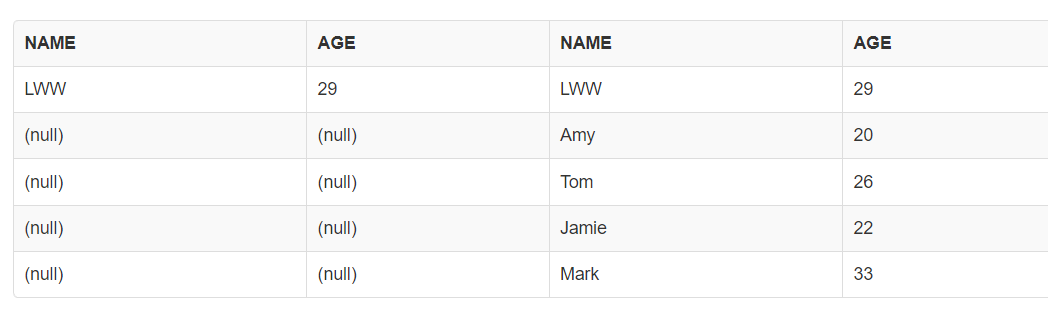 NAME AGE NAME AGE
LWW 29 LWW 29
(null) (null) Amy 20
(null) (null) Tom 26
(null) (null) Jamie 22
(null) (null) Mark 33